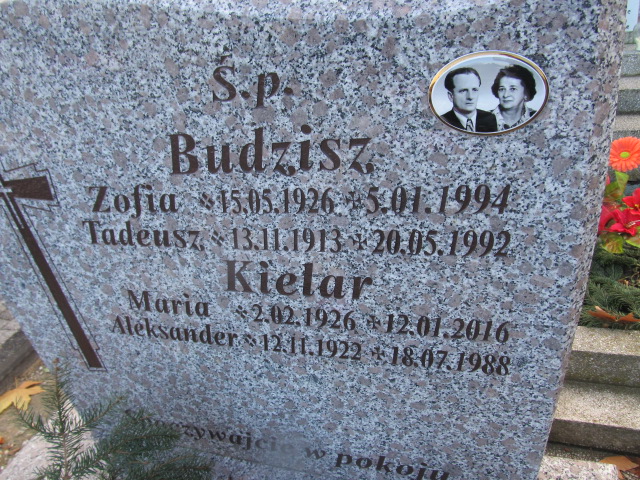 Ś.p.
Budzisz
Zofia *15.05.1926 +5.01.1994
Tadeusz *13.11.1913 +20.05.1992
Kielar
Maria *2.02.1926 +12.01.2016
Aleksander *12.11.1922 +18.07.1988
Spoczywajcie w pokoju